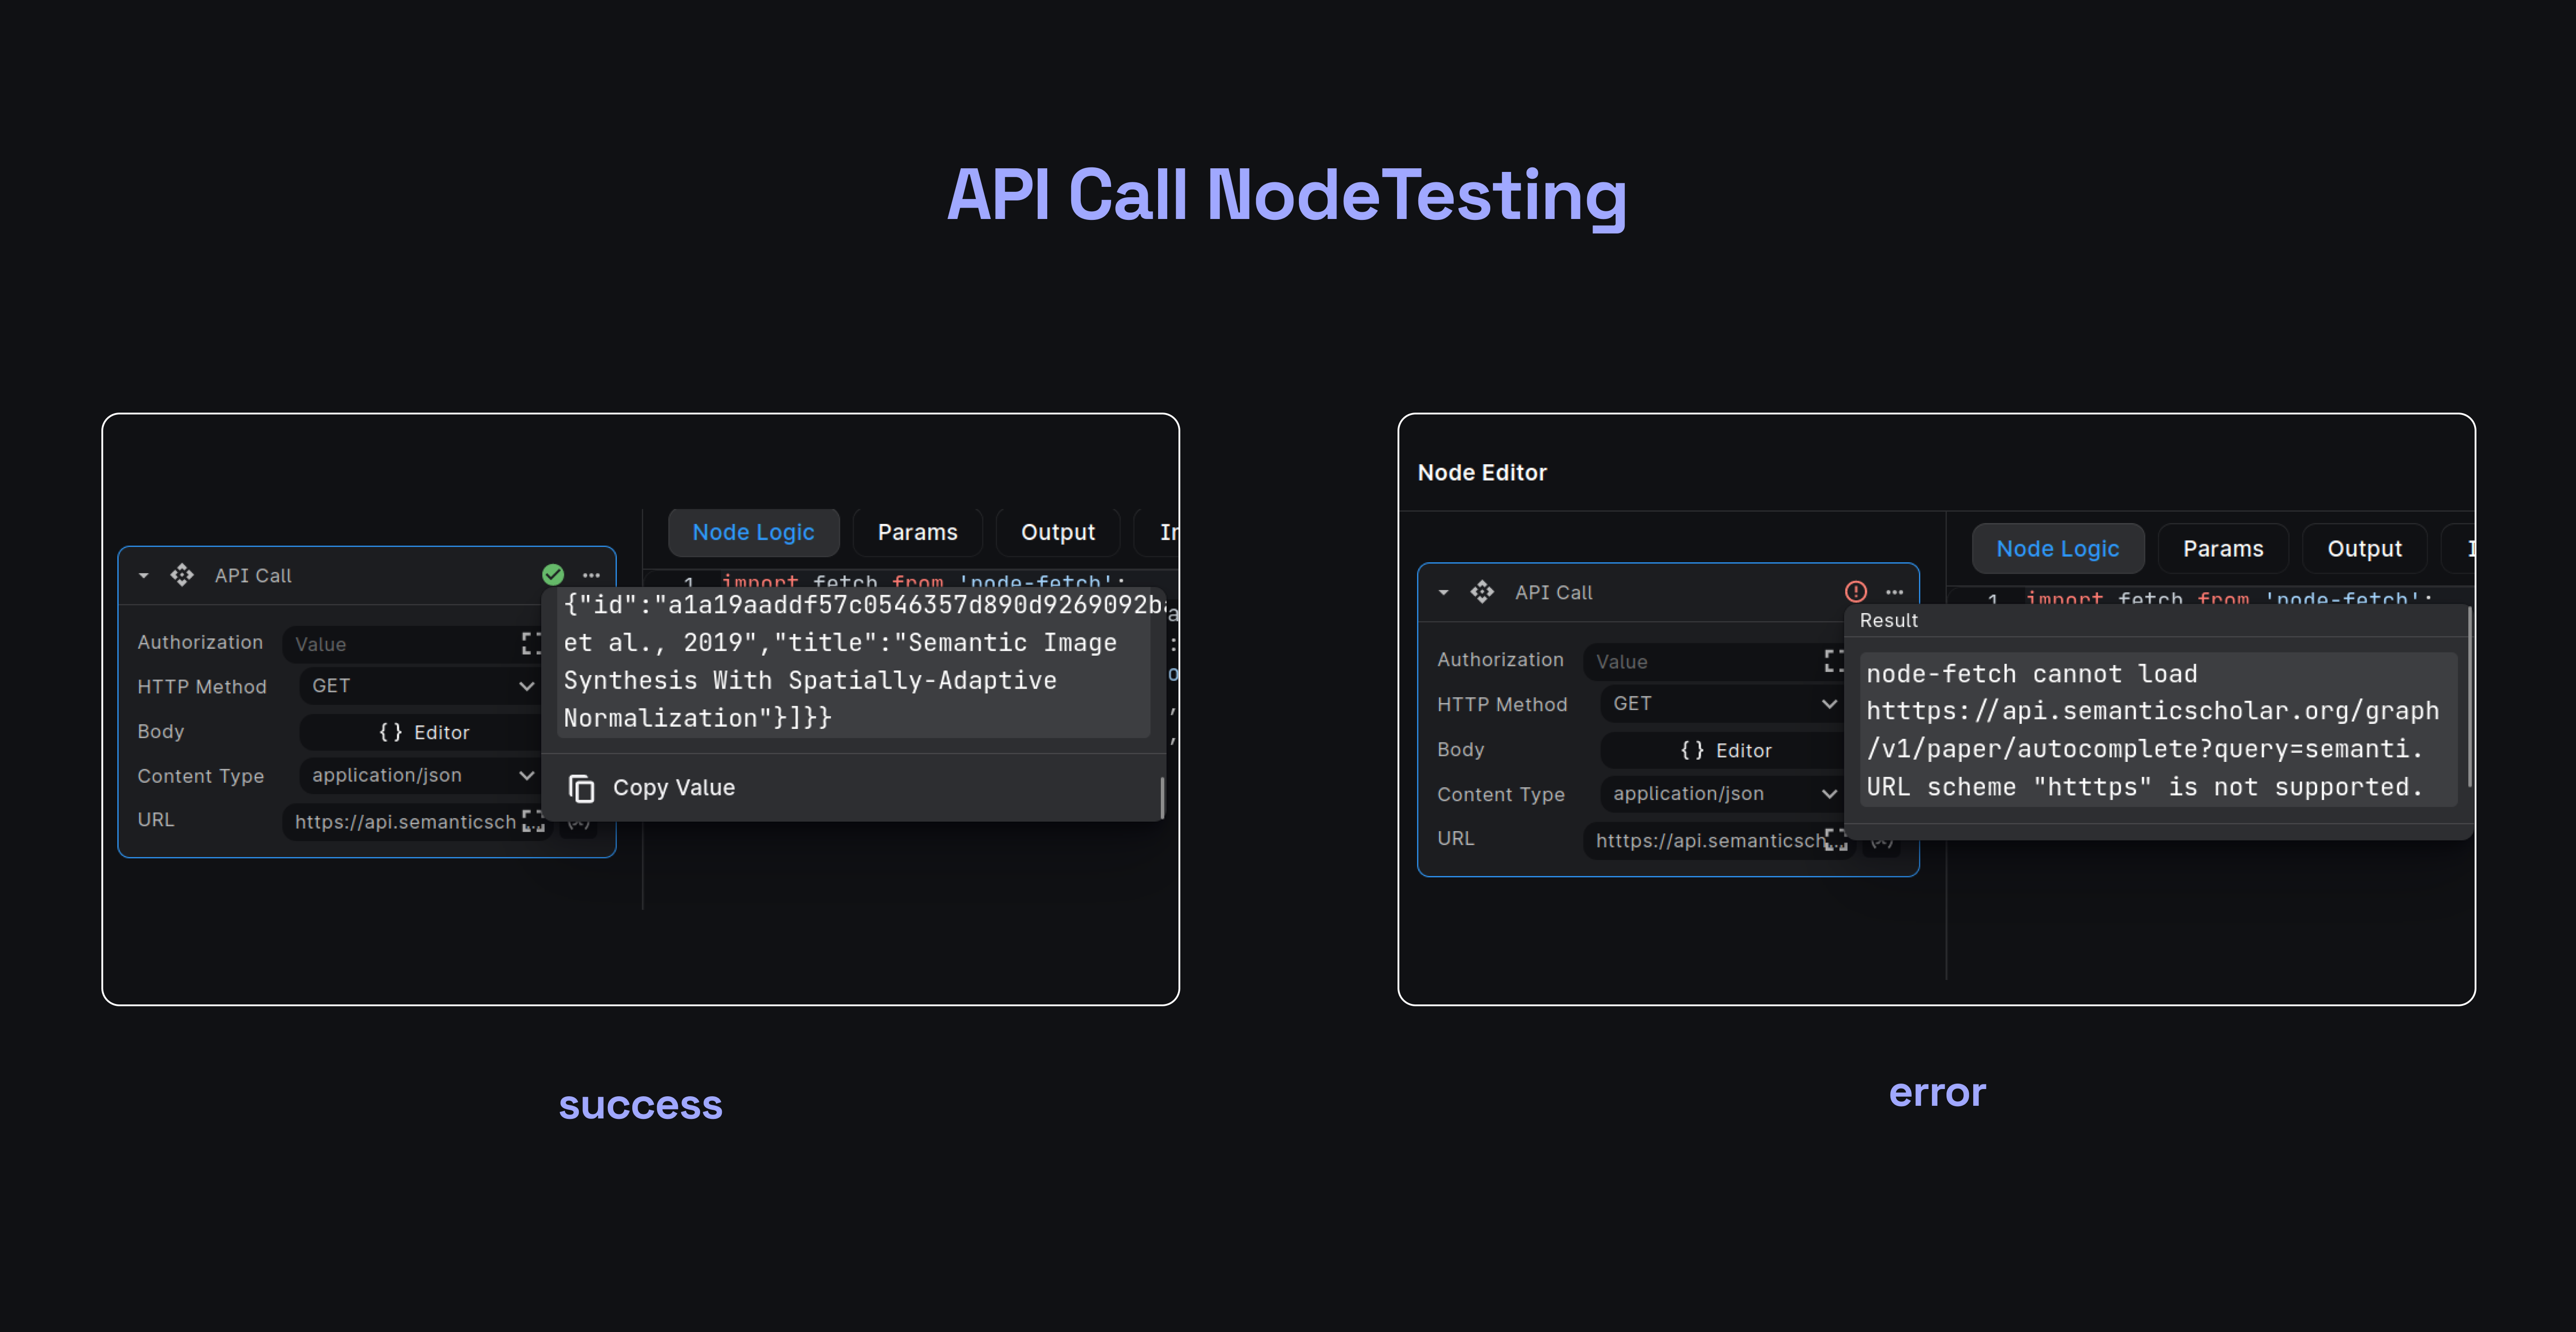 API Call NodeTesting
Node Logic
Params
Output
API Call
1 import fetch from 'node-fetch';
Authorization
Value
HTTP Method
GET
Body
{ } Editor
Content Type
application/json
URL
https://api.semanticsch
{"id":"a1a19aaddf57c0546357d890d9269092b
et al., 2019","title":"Semantic Image
Synthesis With Spatially-Adaptive
Normalization"}]}}
Copy Value
success
Node Editor
Node Logic
Params
Output
API Call
1 import fetch from 'node-fetch';
Authorization
Value
HTTP Method
GET
Body
{ } Editor
Content Type
application/json
URL
htttps://api.semanticsch
Result
node-fetch cannot load
htttps://api.semanticscholar.org/graph
/v1/paper/autocomplete?query=semanti.
URL scheme "htttps" is not supported.
error